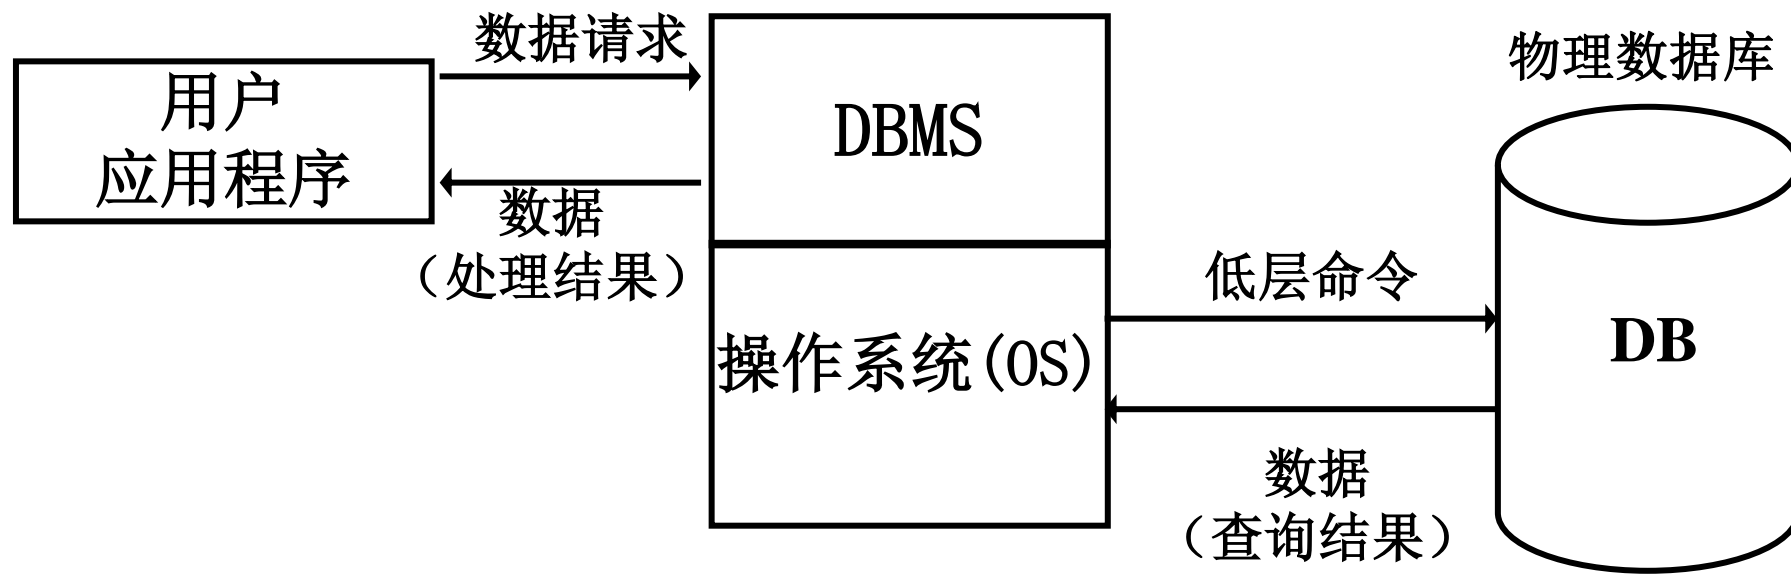 数据请求
用户
应用程序
数据
（处理结果）
DBMS
操作系统(OS)
低层命令
数据
（查询结果）
物理数据库
DB